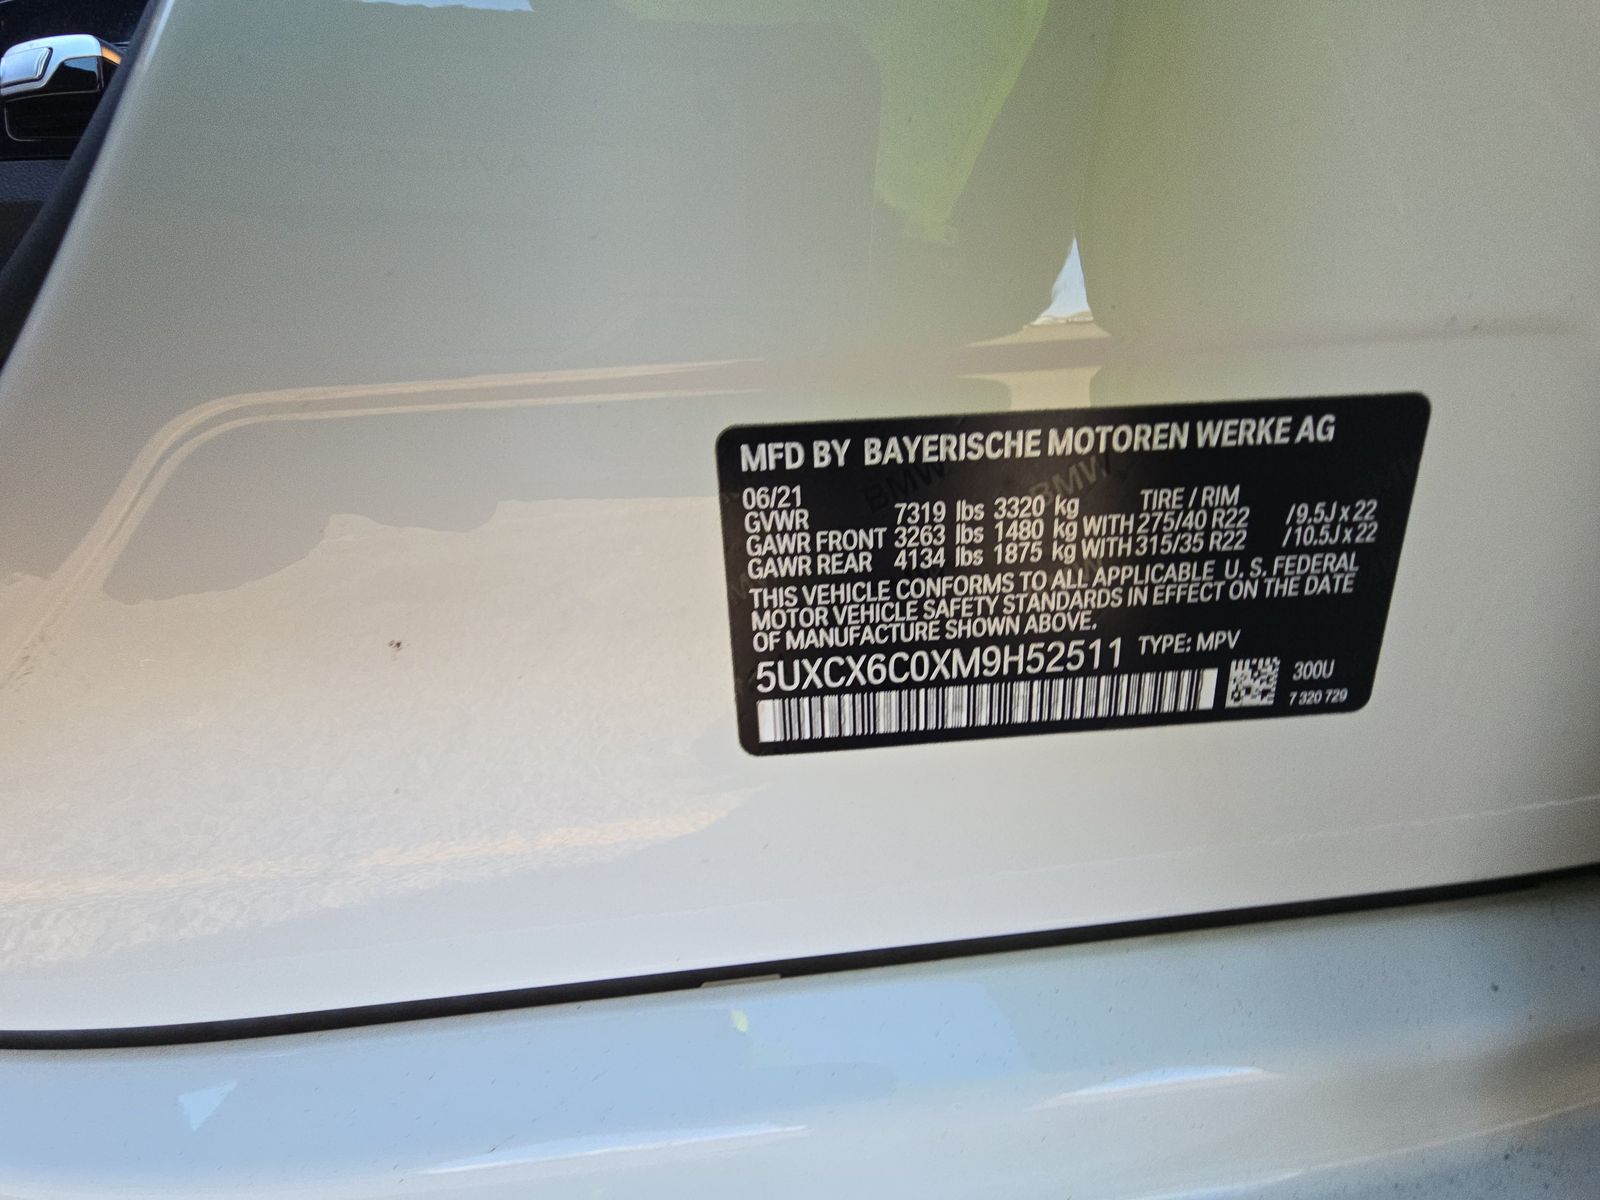 MFD BY BAYERISCHE MOTOREN WERKE AG
06/21 TIRE / RIM
GVWR 7319 lbs 3320 kg
GAWR FRONT 3263 lbs 1480 kg WITH 275/40 R22 /9.5J x 22
GAWR REAR 4134 lbs 1875 kg WITH 315/35 R22 /10.5J x 22
THIS VEHICLE CONFORMS TO ALL APPLICABLE U. S. FEDERAL
MOTOR VEHICLE SAFETY STANDARDS IN EFFECT ON THE DATE
OF MANUFACTURE SHOWN ABOVE.
5UXCX6C0XM9H52511 TYPE: MPV
300U
7 320 729
BMW BMW